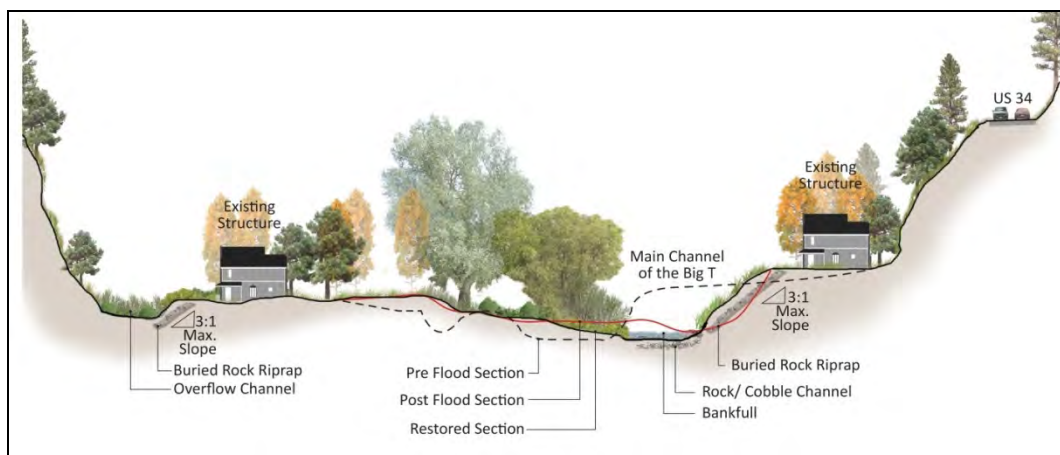 US 34
Existing
Structure
Existing
Structure
Main Channel
of the Big T
3:1
Max.
Slope
3:1
Max.
Slope
Buried Rock Riprap
Overflow Channel
Pre Flood Section
Post Flood Section
Restored Section
Buried Rock Riprap
Rock/ Cobble Channel
Bankfull